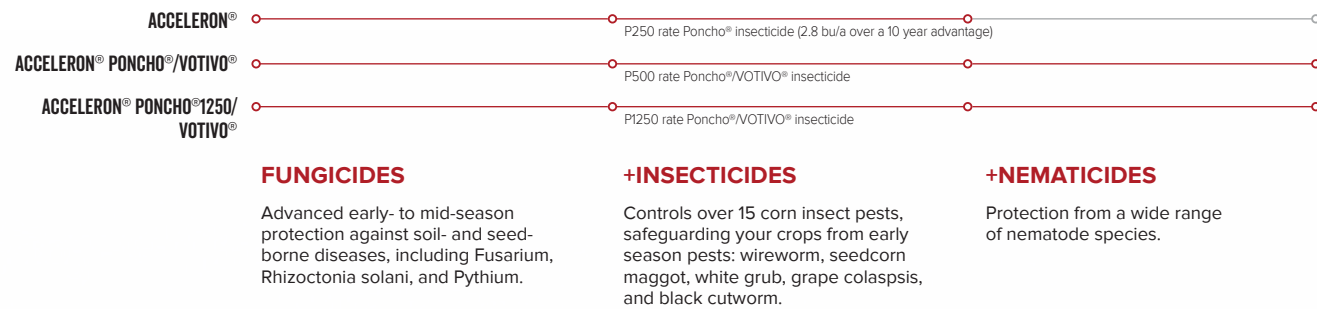 ACCELERON®
P250 rate Poncho® insecticide (2.8 bu/a over a 10 year advantage)
ACCELERON® PONCHO®/VOTIVO®
P500 rate Poncho®/VOTIVO® insecticide
ACCELERON® PONCHO®1250/
VOTIVO®
P1250 rate Poncho®/VOTIVO® insecticide
FUNGICIDES
Advanced early- to mid-season
protection against soil- and seed-
borne diseases, including Fusarium,
Rhizoctonia solani, and Pythium.
+INSECTICIDES
Controls over 15 corn insect pests,
safeguarding your crops from early
season pests: wireworm, seedcorn
maggot, white grub, grape colaspsis,
and black cutworm.
+NEMATICIDES
Protection from a wide range
of nematode species.